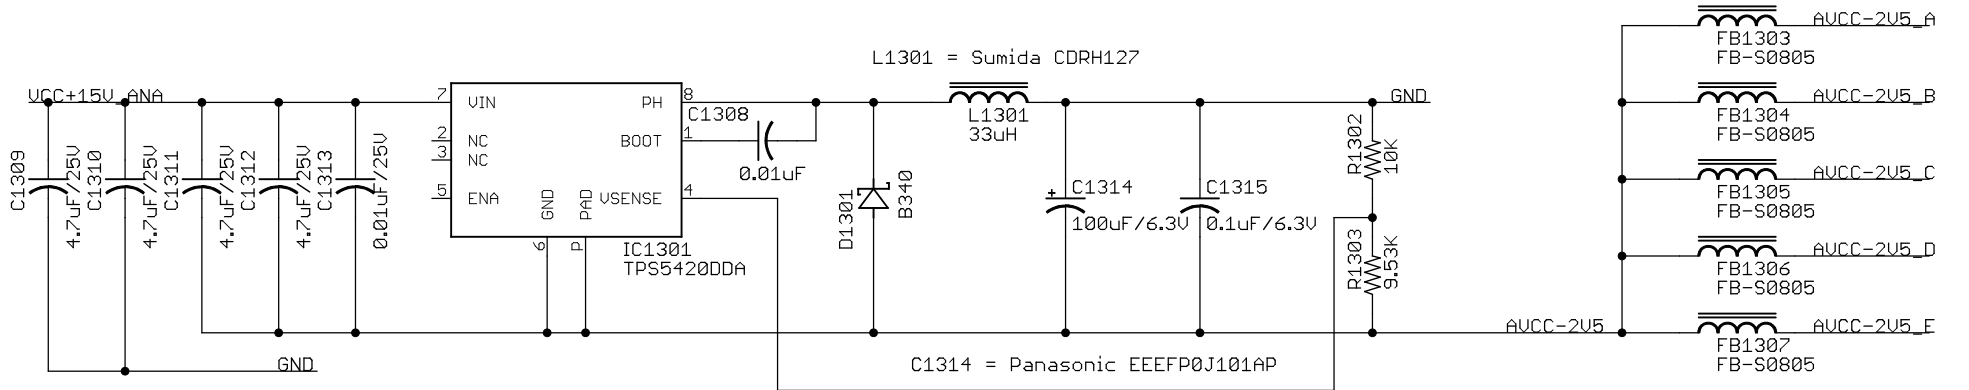 AVCC-2V5_A
FB1303
FB-S0805
L1301 = Sumida CDRH127
VCC+15V_ANA
7
VIN
PH
8
C1308
L1301
33uH
GND
AVCC-2V5_B
FB1304
FB-S0805
2
NC
3
NC
BOOT
1
0.01uF
R1302
10K
C1309
4.7uF/25V
C1310
4.7uF/25V
C1311
4.7uF/25V
C1312
4.7uF/25V
C1313
0.01uF/25V
5
ENA
GND
PAD
VSENSE
4
D1301
B340
C1314
+
100uF/6.3V
C1315
0.1uF/6.3V
AVCC-2V5_C
FB1305
FB-S0805
6
P
IC1301
TPS5420DDA
R1303
9.53K
AVCC-2V5_D
FB1306
FB-S0805
AVCC-2V5
AVCC-2V5_E
FB1307
FB-S0805
GND
C1314 = Panasonic EEEFP0J101AP